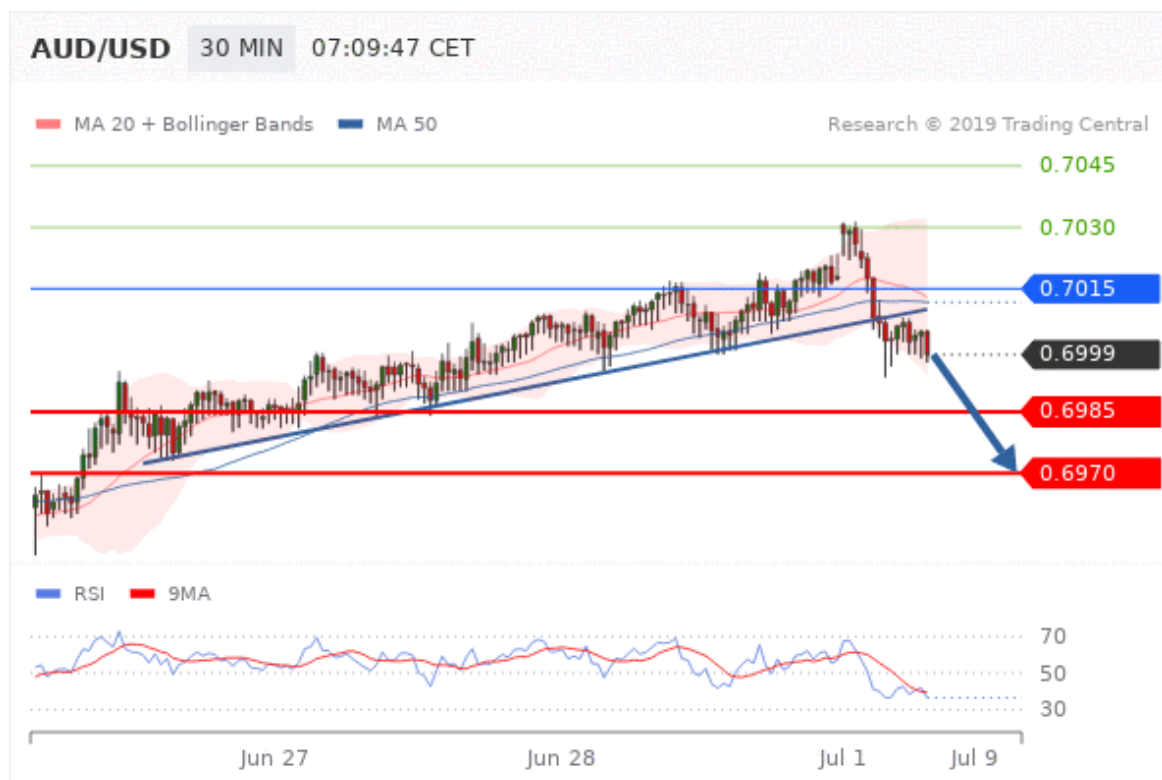 AUD/USD 30 MIN 07:09:47 CET
MA 20 + Bollinger Bands MA 50 Research © 2019 Trading Central
0.7045
0.7030
0.7015
0.6999
0.6985
0.6970
RSI 9MA
70
50
30
Jun 27 Jun 28 Jul 1 Jul 9